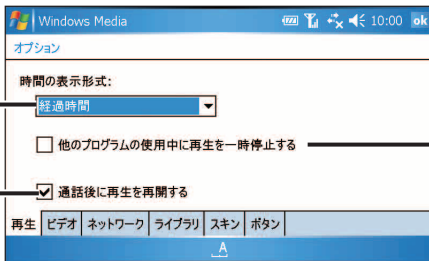 Windows Media 10:00 ok
オプション
時間の表示形式:
経過時間
他のプログラムの使用中に再生を一時停止する
通話後に再生を再開する
再生 ビデオ ネットワーク ライブラリ スキン ボタン
A